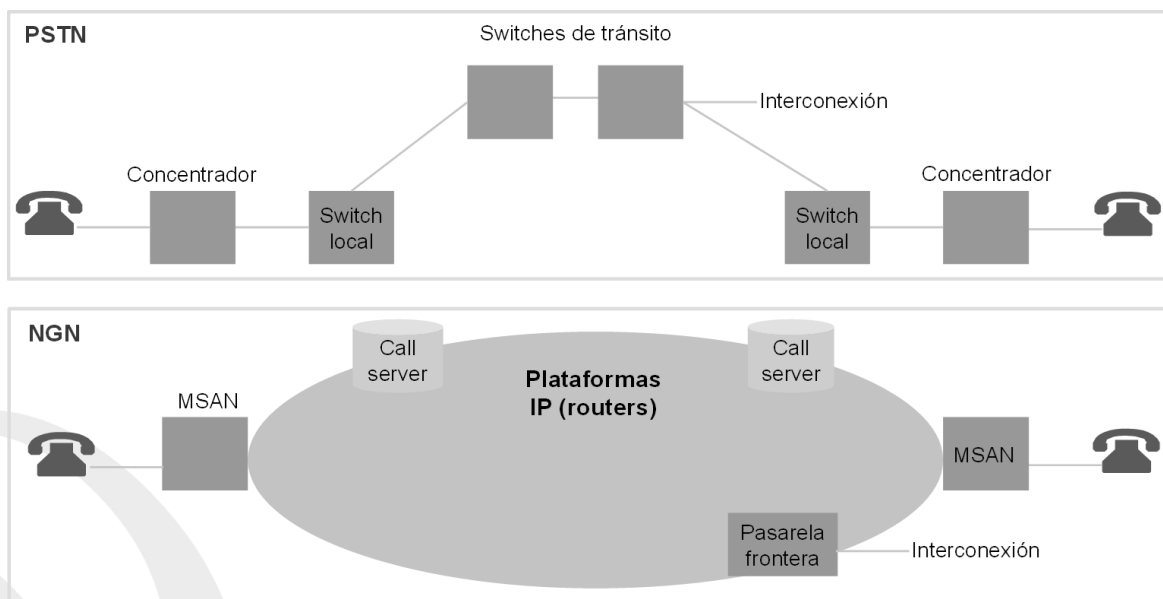 PSTN
Switches de tránsito
Interconexión
Concentrador
Concentrador
Switch
local
Switch
local
NGN
Call
server
Call
server
Plataformas
IP (routers)
MSAN
MSAN
Pasarela
frontera
Interconexión